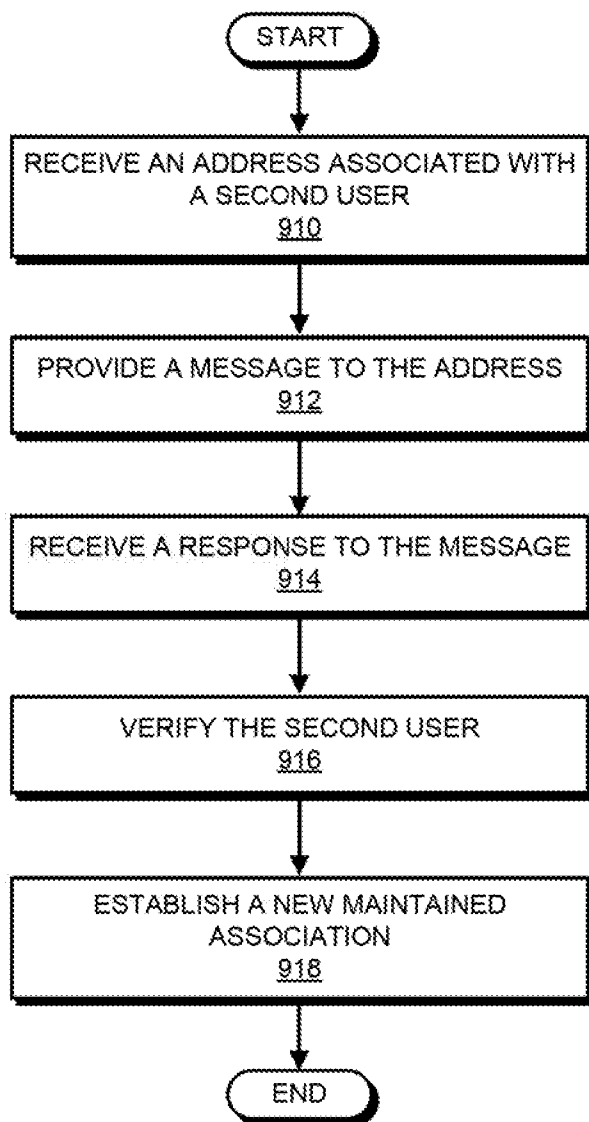 START
RECEIVE AN ADDRESS ASSOCIATED WITH
A SECOND USER
910
PROVIDE A MESSAGE TO THE ADDRESS
912
RECEIVE A RESPONSE TO THE MESSAGE
914
VERIFY THE SECOND USER
916
ESTABLISH A NEW MAINTAINED
ASSOCIATION
918
END